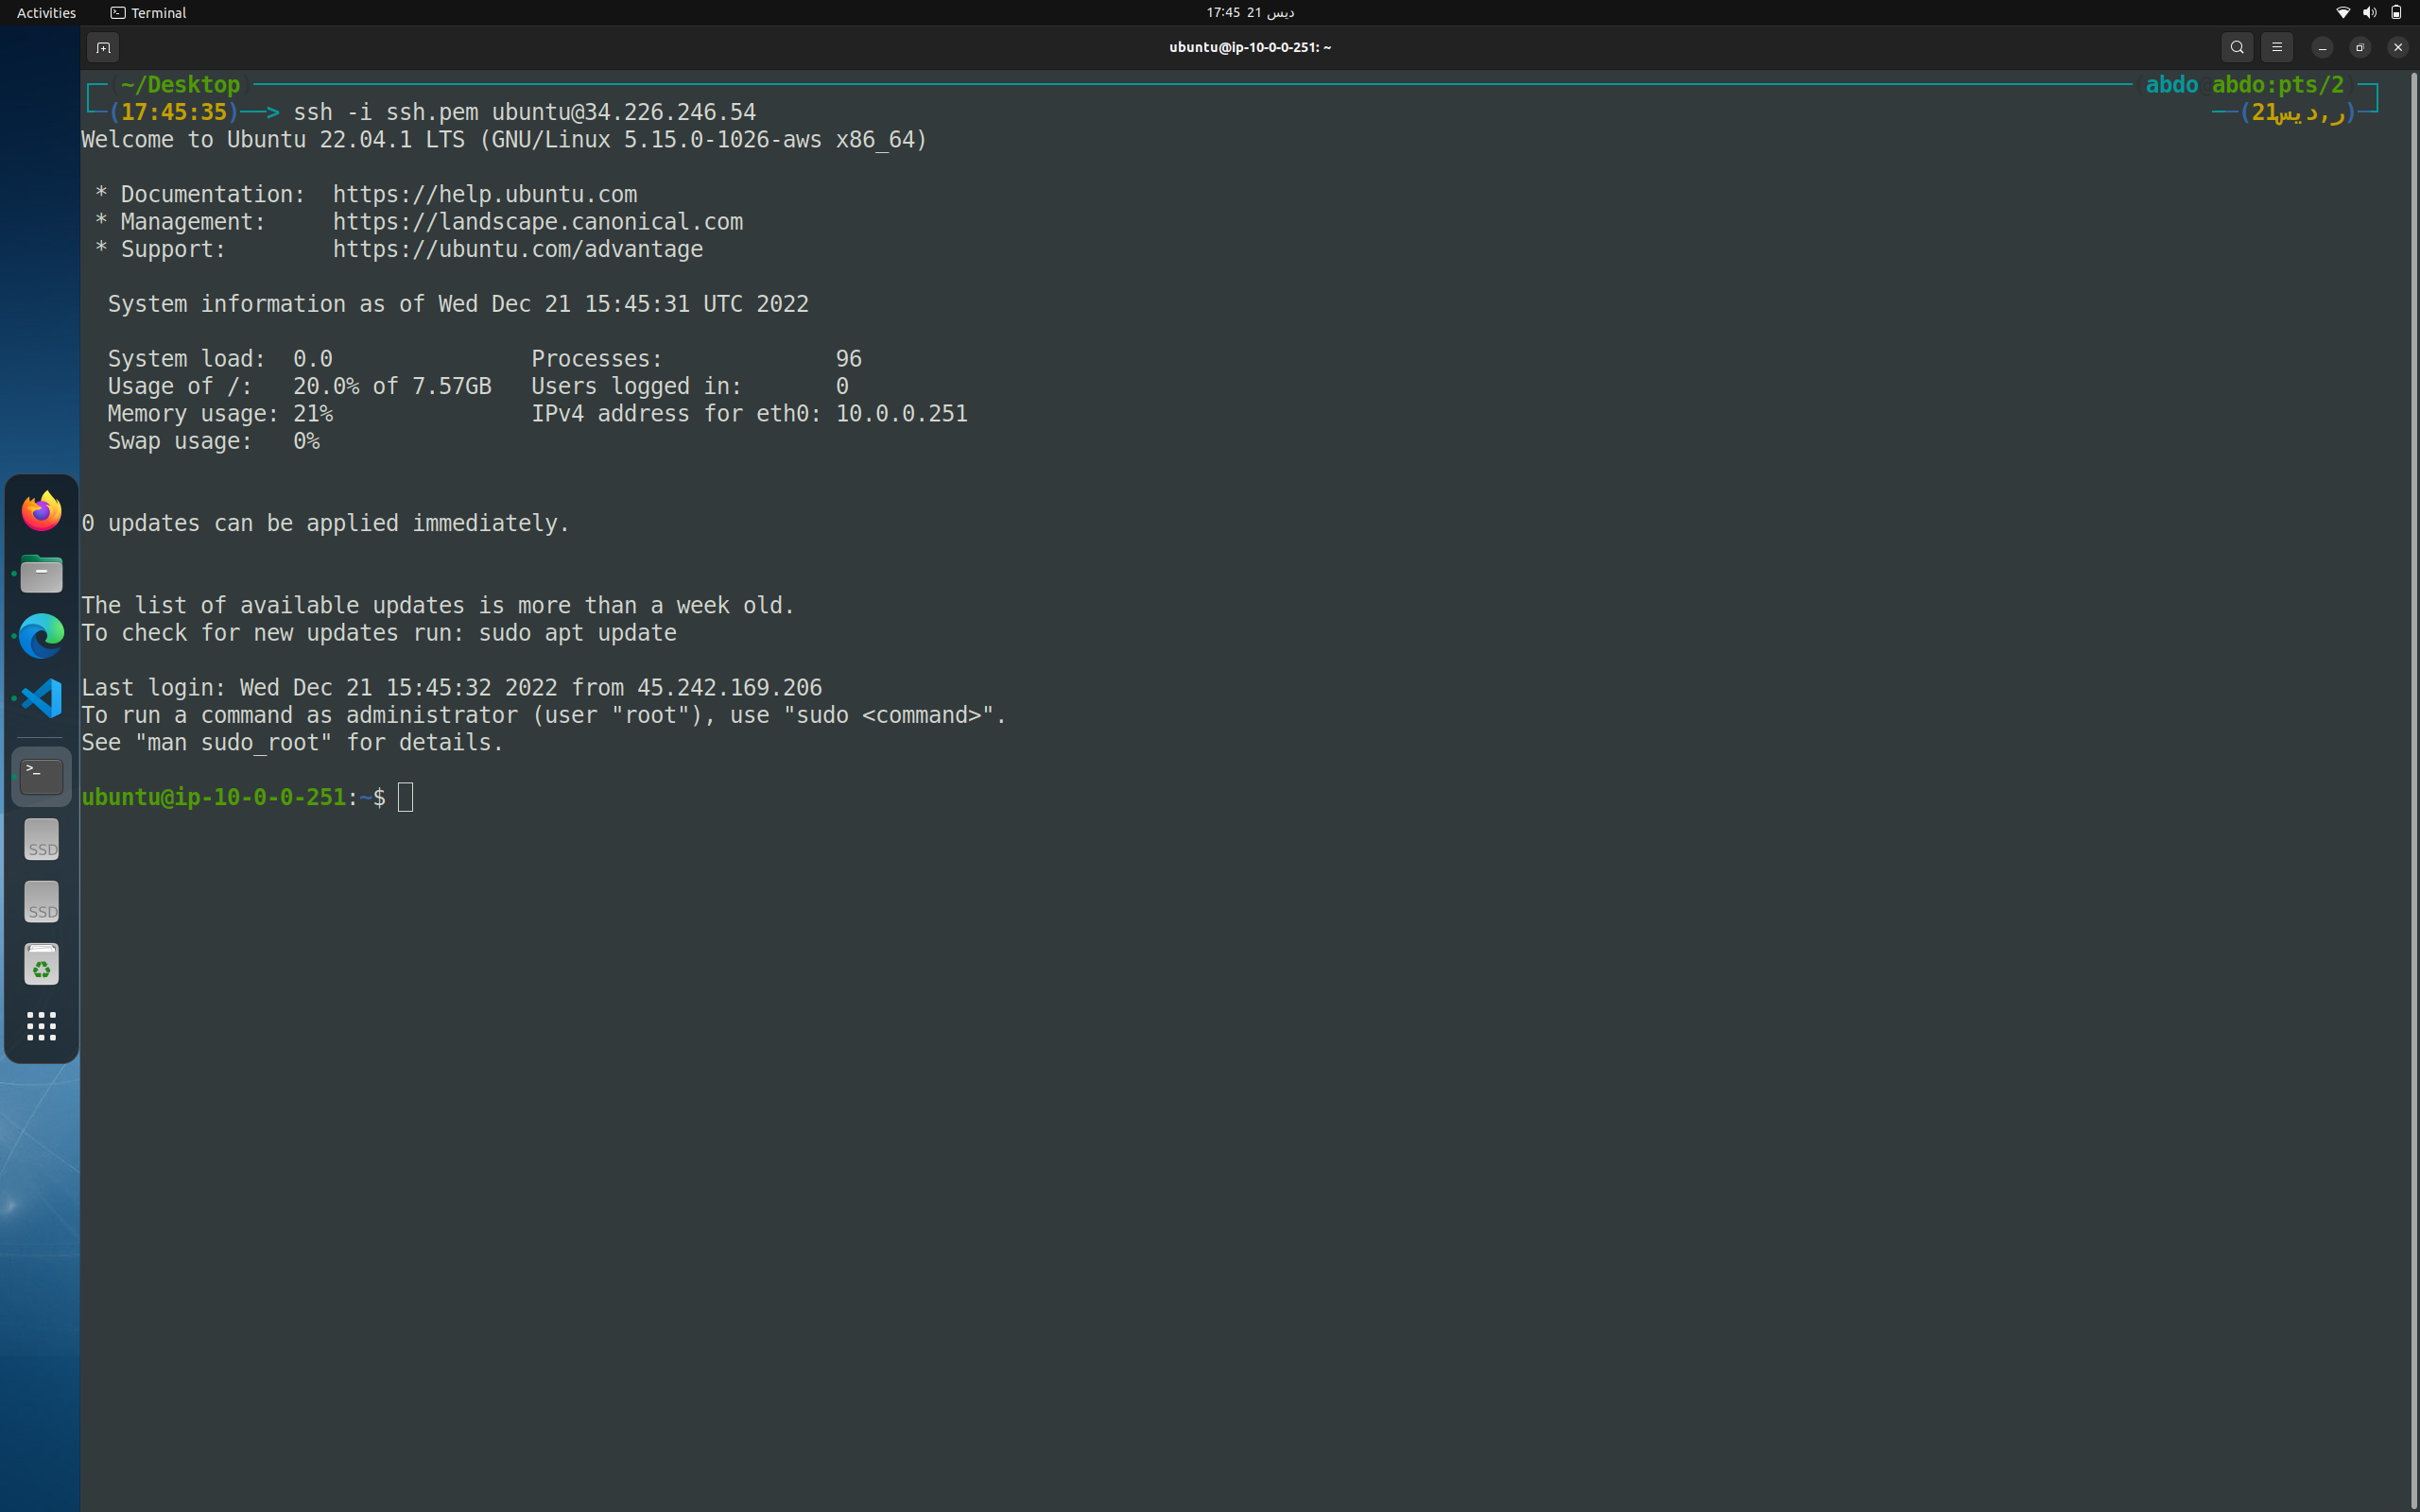 Activities
Terminal
17:45 21 ديس
ubuntu@ip-10-0-0-251: ~
~/Desktop abdo@abdo:pts/2
(17:45:35)──> ssh -i ssh.pem ubuntu@34.226.246.54 (ر,ديس21)
Welcome to Ubuntu 22.04.1 LTS (GNU/Linux 5.15.0-1026-aws x86_64)
* Documentation:  https://help.ubuntu.com
* Management:     https://landscape.canonical.com
* Support:        https://ubuntu.com/advantage
System information as of Wed Dec 21 15:45:31 UTC 2022
System load:  0.0               Processes:             96
Usage of /:   20.0% of 7.57GB   Users logged in:       0
Memory usage: 21%               IPv4 address for eth0: 10.0.0.251
Swap usage:   0%
0 updates can be applied immediately.
The list of available updates is more than a week old.
To check for new updates run: sudo apt update
Last login: Wed Dec 21 15:45:32 2022 from 45.242.169.206
To run a command as administrator (user "root"), use "sudo <command>".
See "man sudo_root" for details.
ubuntu@ip-10-0-0-251:~$
>_
SSD
SSD